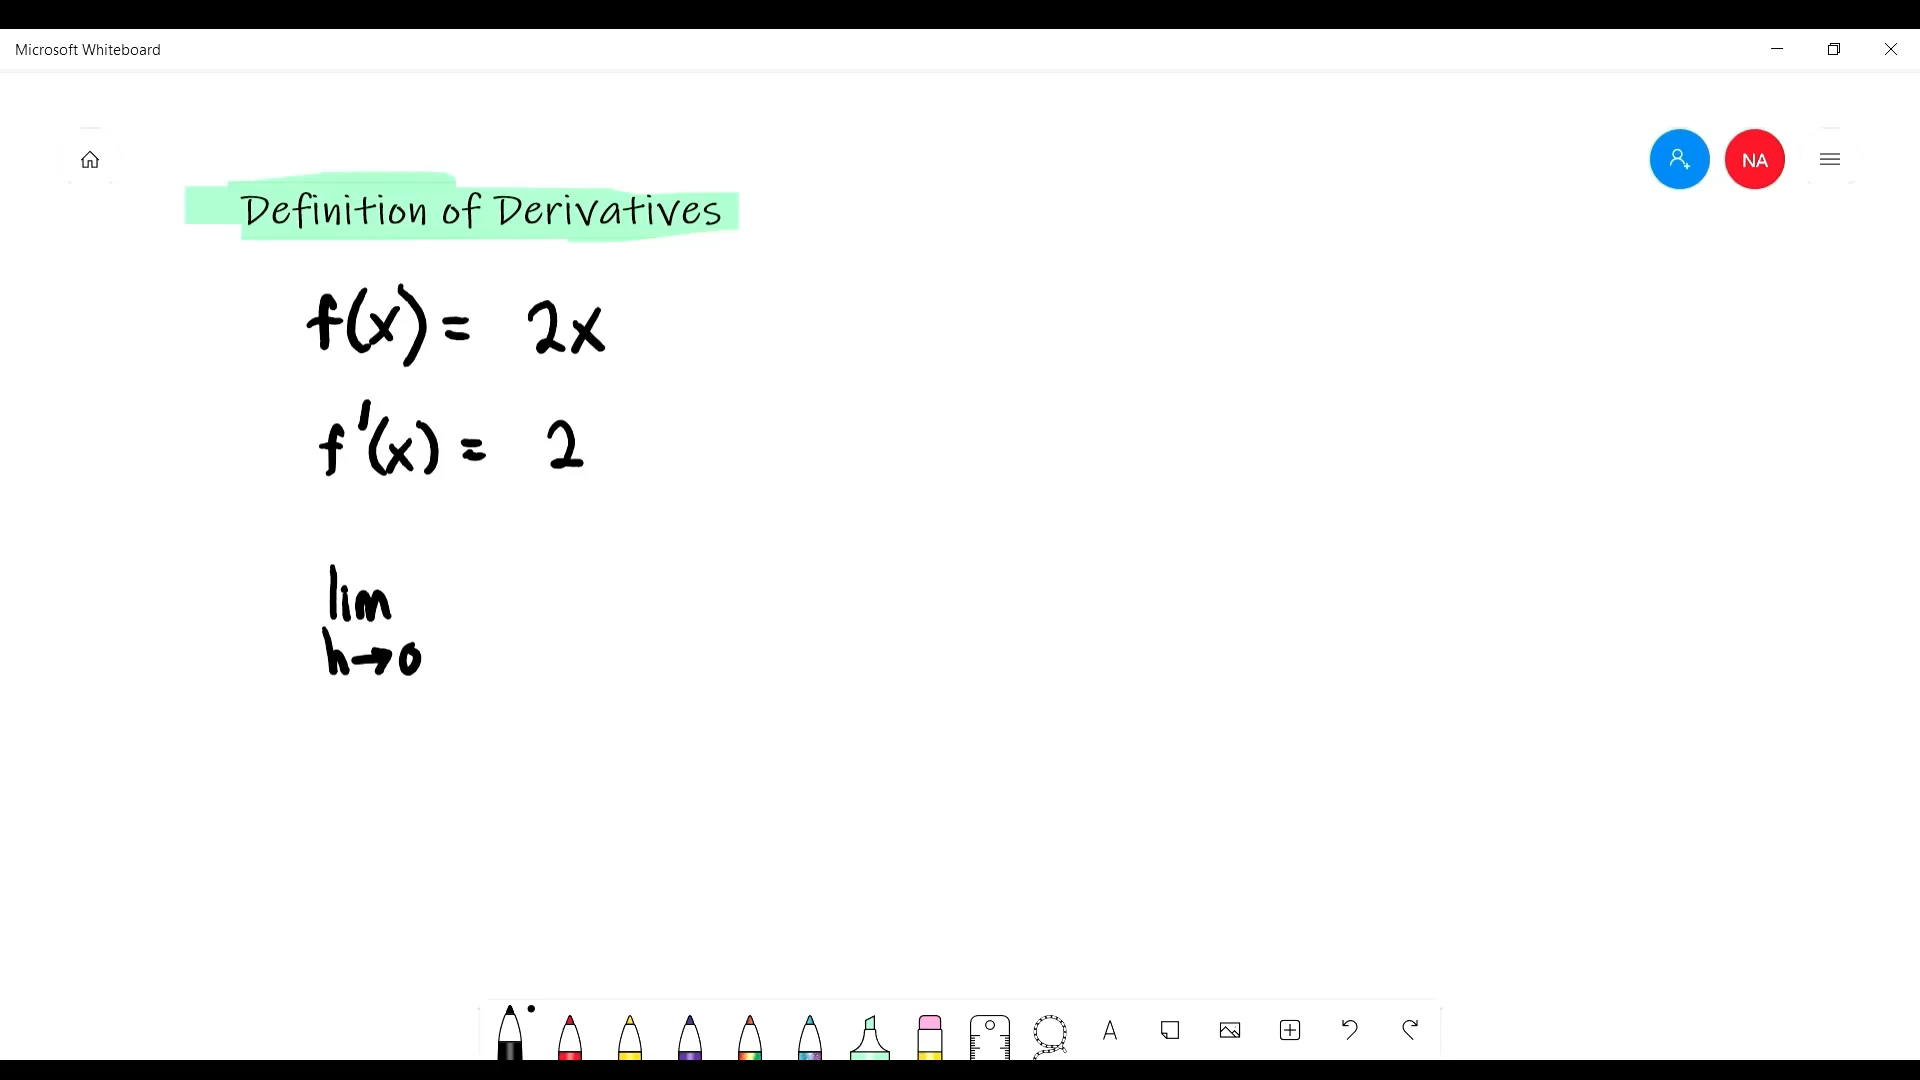 Microsoft Whiteboard
NA
Definition of Derivatives
f(x) = 2x
f'(x) = 2
lim
h→0
A